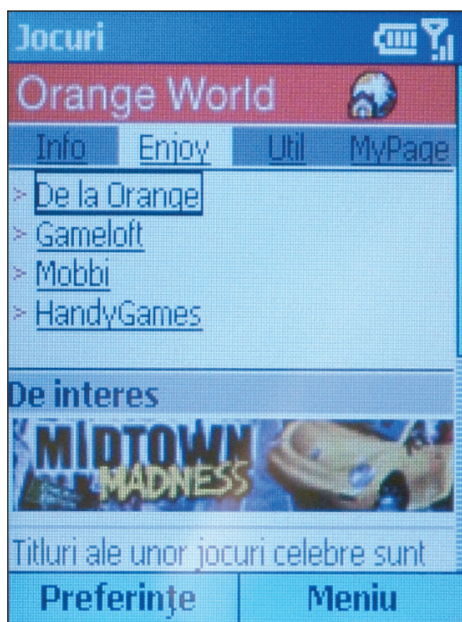 Jocuri
Orange World
Info Enjoy Util MyPage
> De la Orange
> Gameloft
> Mobbi
> HandyGames
De interes
MIDTOWN
MADNESS
Titluri ale unor jocuri celebre sunt
Preferinţe Meniu